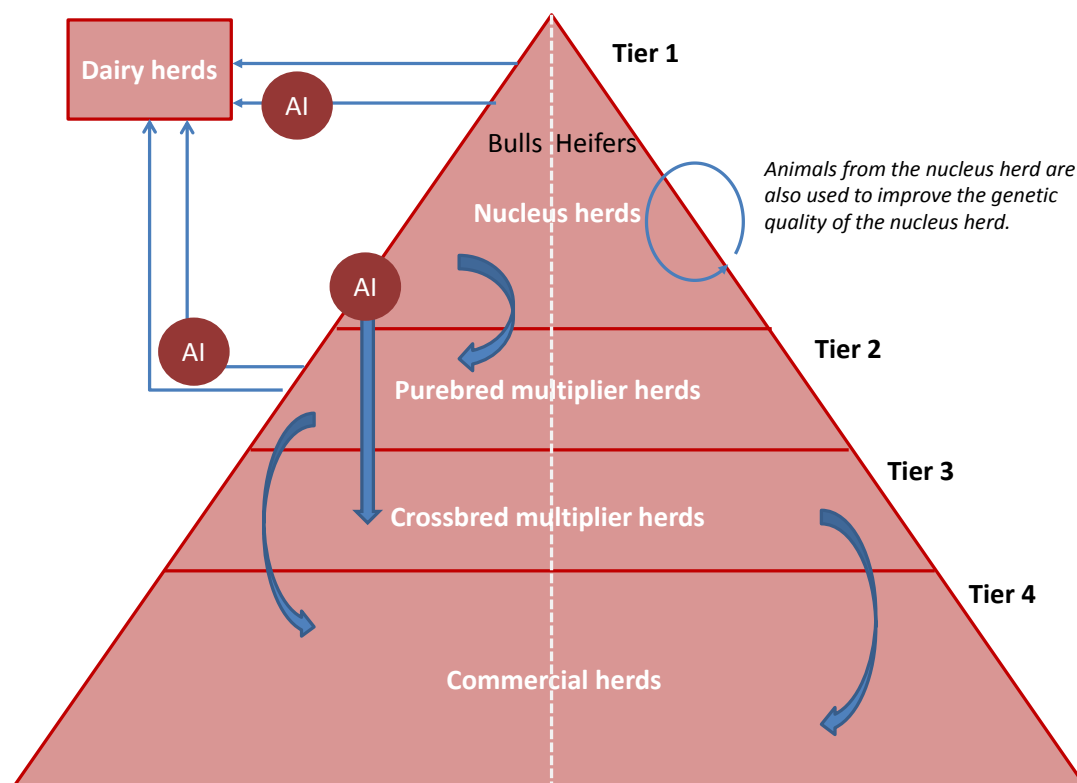 Tier 1
Dairy herds
AI
Bulls Heifers
Animals from the nucleus herd are
also used to improve the genetic
quality of the nucleus herd.
Nucleus herds
AI
Tier 2
AI
Purebred multiplier herds
Tier 3
Crossbred multiplier herds
Tier 4
Commercial herds